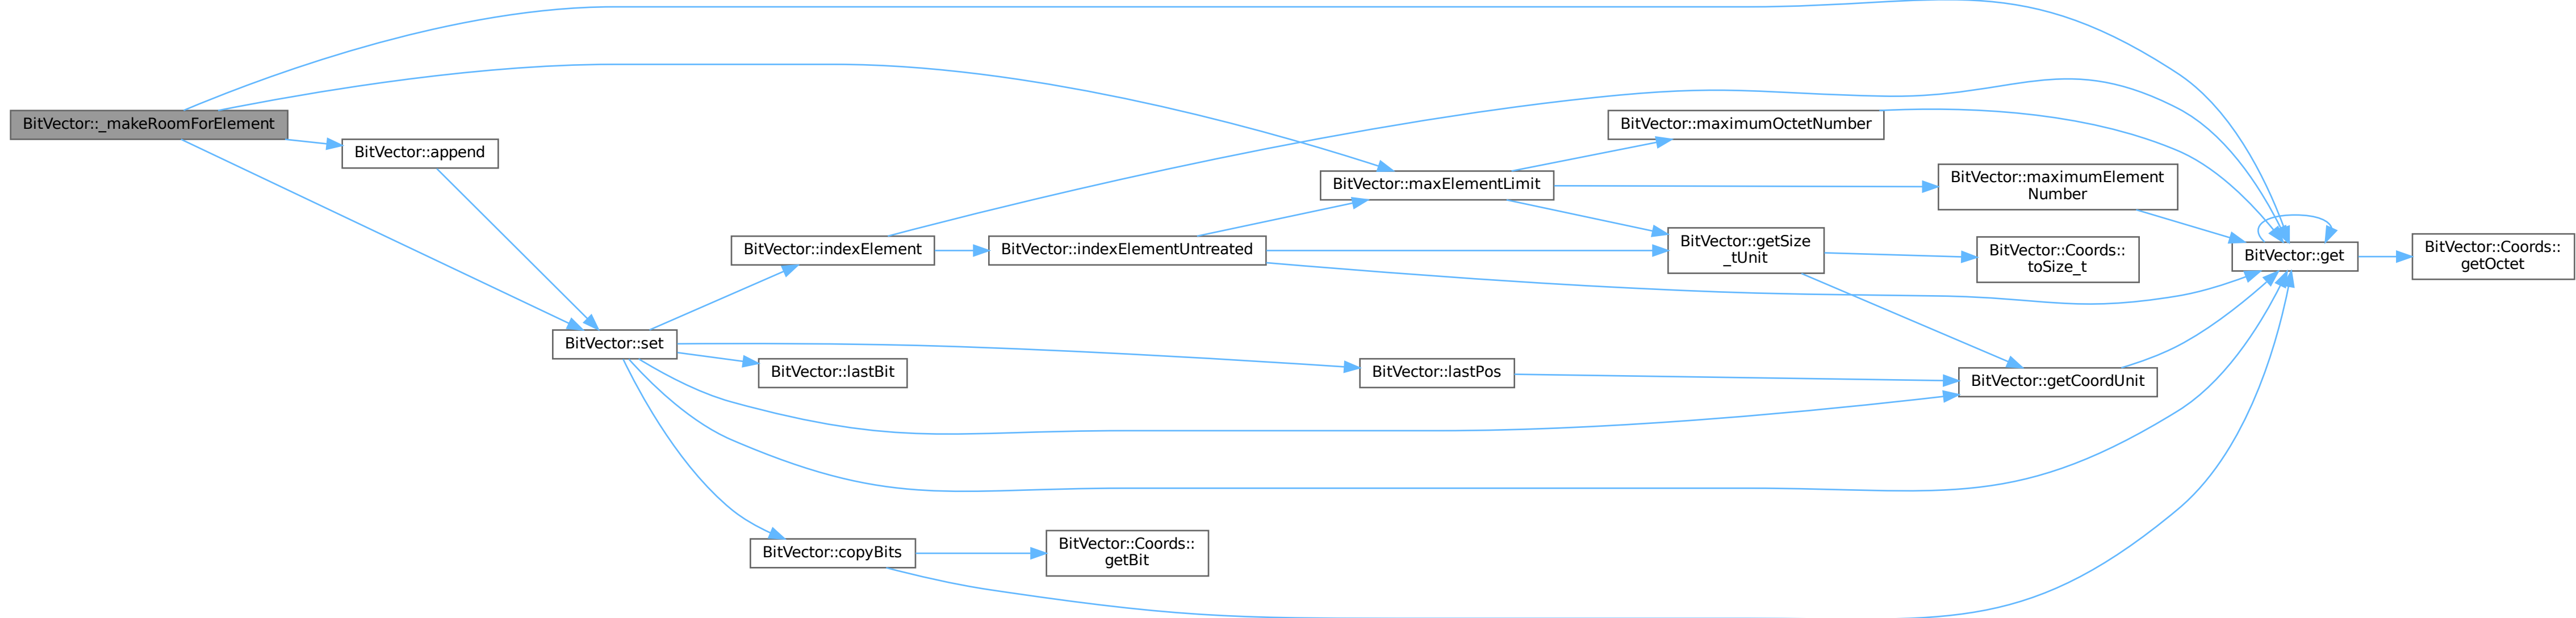 BitVector::_makeRoomForElement
BitVector::append
BitVector::set
BitVector::indexElement
BitVector::lastBit
BitVector::copyBits
BitVector::indexElementUntreated
BitVector::Coords::
getBit
BitVector::maxElementLimit
BitVector::lastPos
BitVector::maximumOctetNumber
BitVector::getSize
_tUnit
BitVector::maximumElement
Number
BitVector::Coords::
toSize_t
BitVector::getCoordUnit
BitVector::get
BitVector::Coords::
getOctet